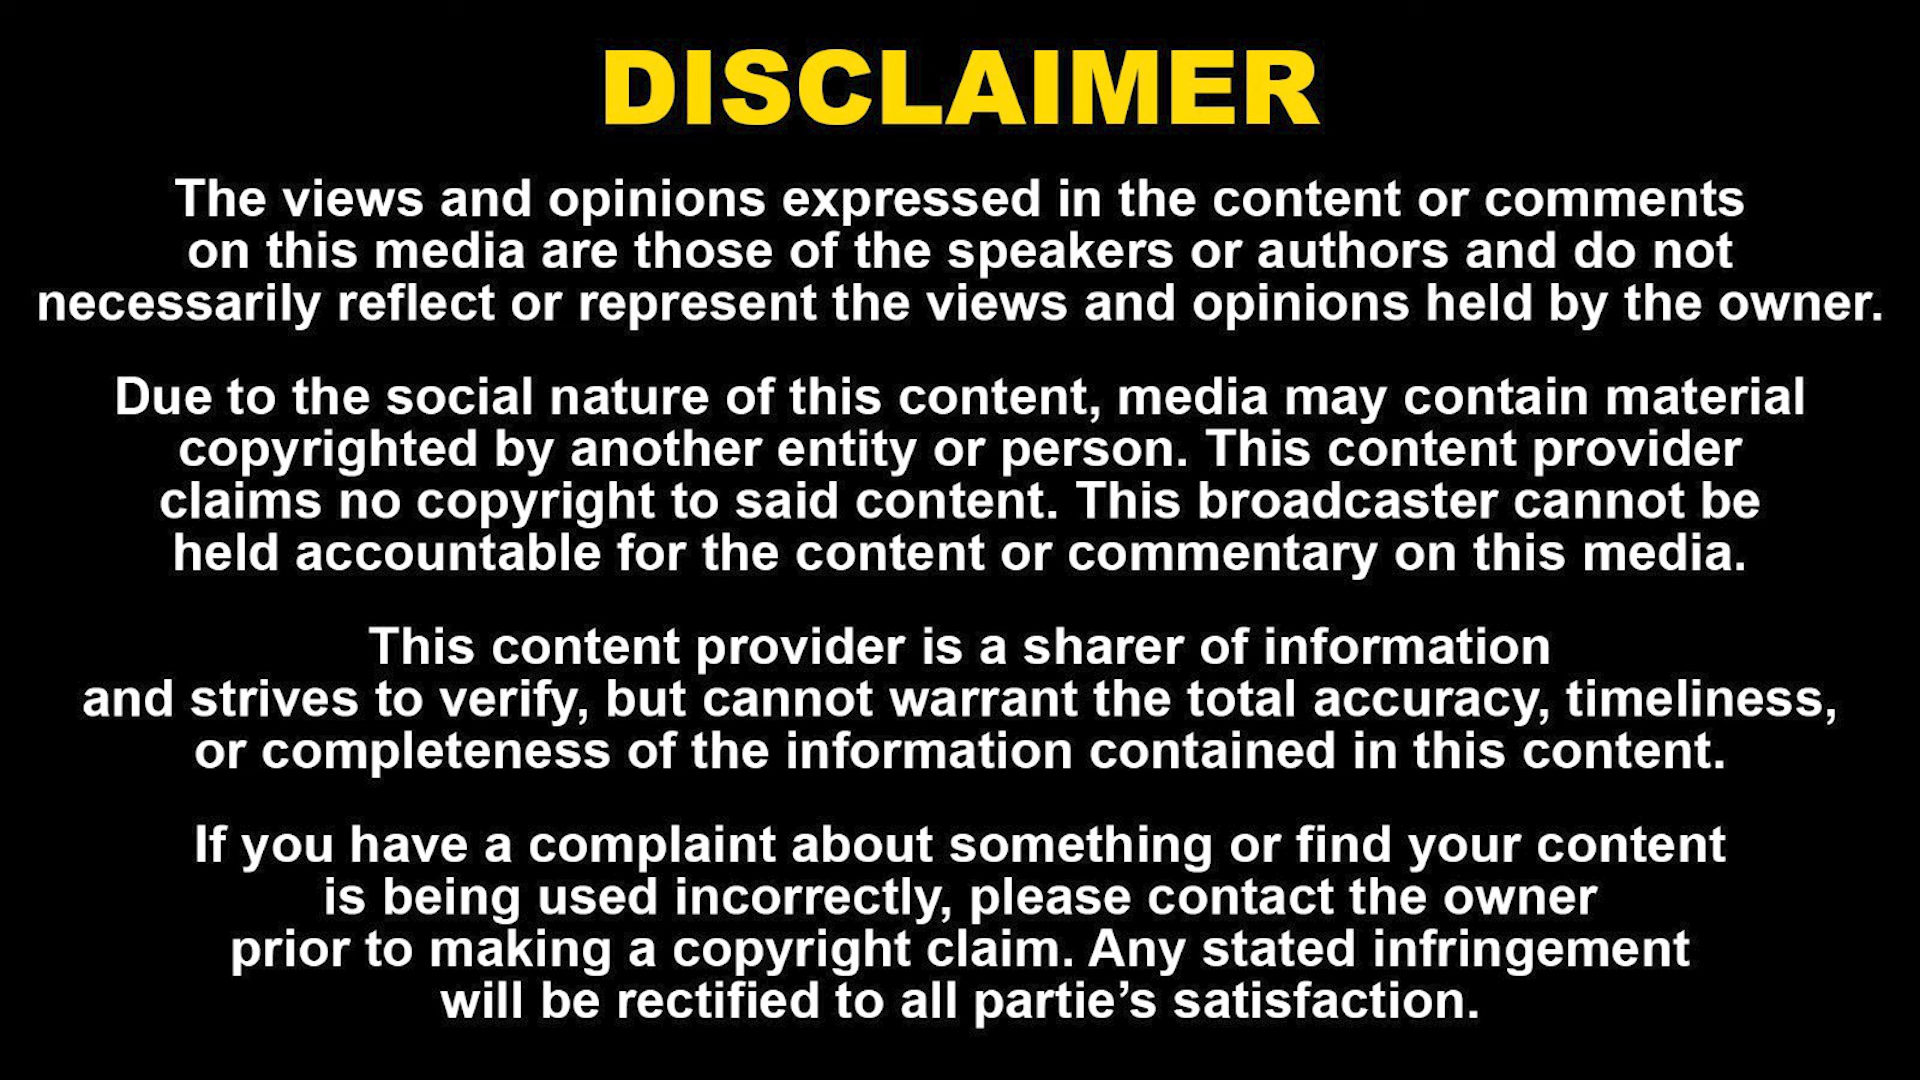 DISCLAIMER
The views and opinions expressed in the content or comments
on this media are those of the speakers or authors and do not
necessarily reflect or represent the views and opinions held by the owner.
Due to the social nature of this content, media may contain material
copyrighted by another entity or person. This content provider
claims no copyright to said content. This broadcaster cannot be
held accountable for the content or commentary on this media.
This content provider is a sharer of information
and strives to verify, but cannot warrant the total accuracy, timeliness,
or completeness of the information contained in this content.
If you have a complaint about something or find your content
is being used incorrectly, please contact the owner
prior to making a copyright claim. Any stated infringement
will be rectified to all partie’s satisfaction.